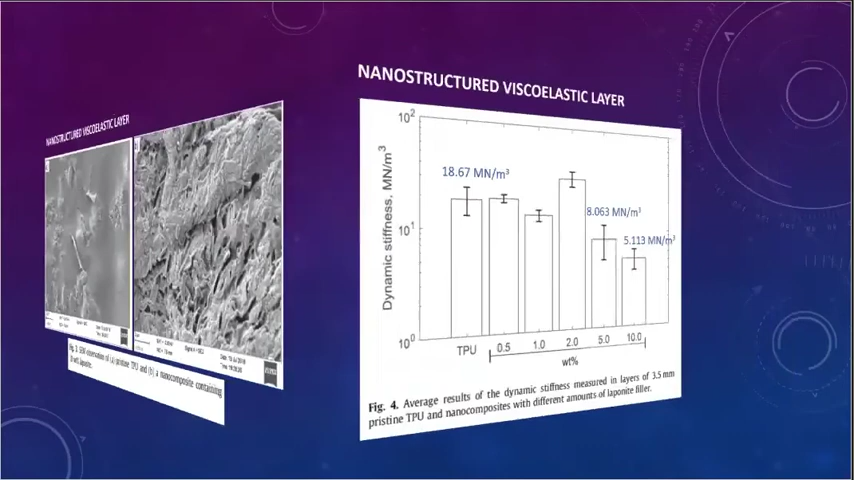 NANOSTRUCTURED VISCOELASTIC LAYER
Fig. 3. SEM observation of (a) pristine TPU and (b) a nanocomposite containing
NANOSTRUCTURED VISCOELASTIC LAYER
10²
10¹
10⁰
Dynamic stiffness, MN/m³
18.67 MN/m³
8.063 MN/m³
5.113 MN/m³
TPU 0.5 1.0 2.0 5.0 10.0
wt%
Fig. 4. Average results of the dynamic stiffness measured in layers of 3.5 mm
pristine TPU and nanocomposites with different amounts of laponite filler.